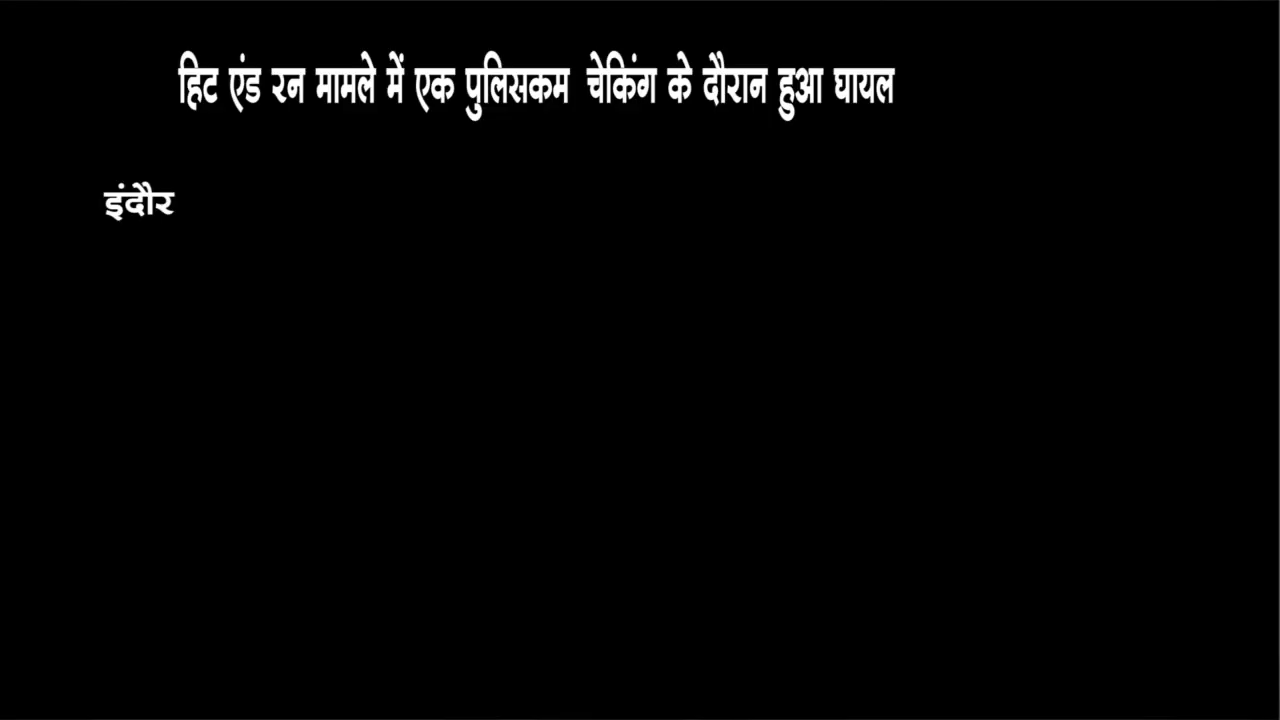 हिट एंड रन मामले में एक पुलिसकम चेकिंग के दौरान हुआ घायल
इंदौर